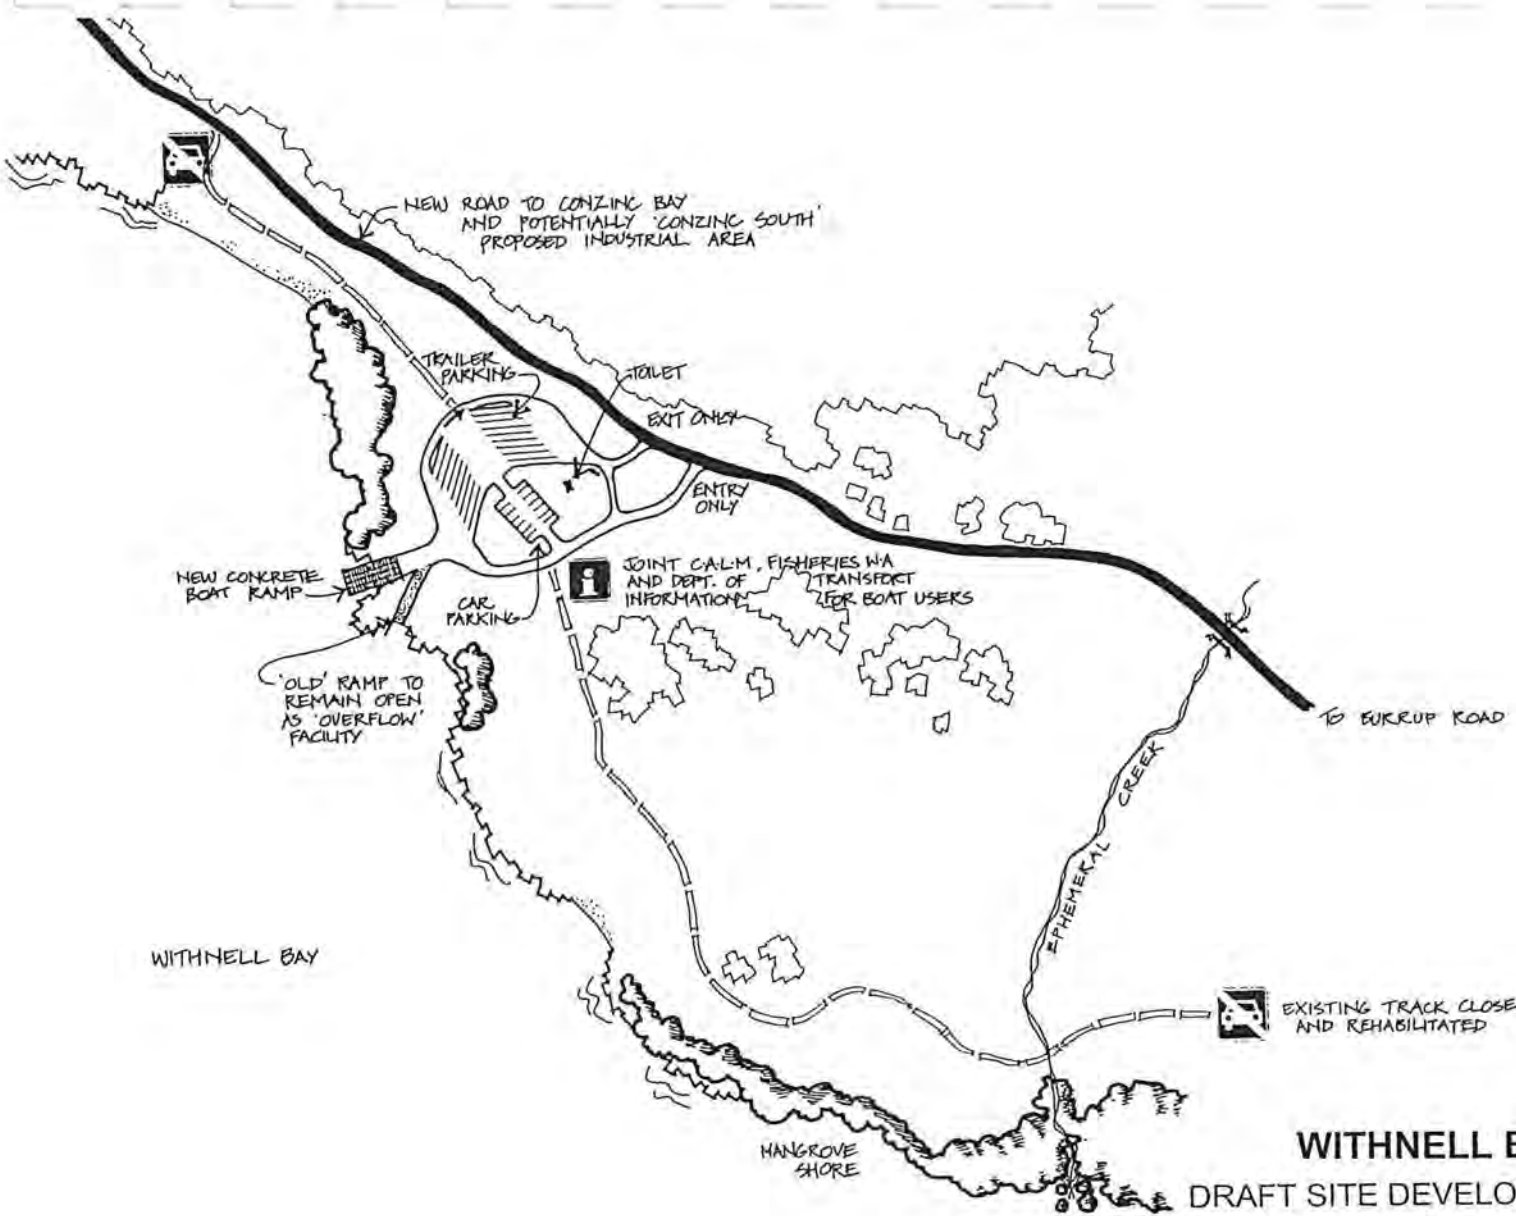 NEW ROAD TO CONZINC BAY
AND POTENTIALLY 'CONZINC SOUTH'
PROPOSED INDUSTRIAL AREA
TRAILER
PARKING
TOILET
EXIT ONLY
ENTRY
ONLY
i
JOINT C.A.L.M, FISHERIES WA
AND DEPT. OF TRANSPORT
INFORMATION FOR BOAT USERS
NEW CONCRETE
BOAT RAMP
CAR
PARKING
'OLD' RAMP TO
REMAIN OPEN
AS 'OVERFLOW'
FACILITY
TO BURRUP ROAD
EPHEMERAL CREEK
WITHNELL BAY
EXISTING TRACK CLOSE
AND REHABILITATED
MANGROVE
SHORE
WITHNELL B
DRAFT SITE DEVELO